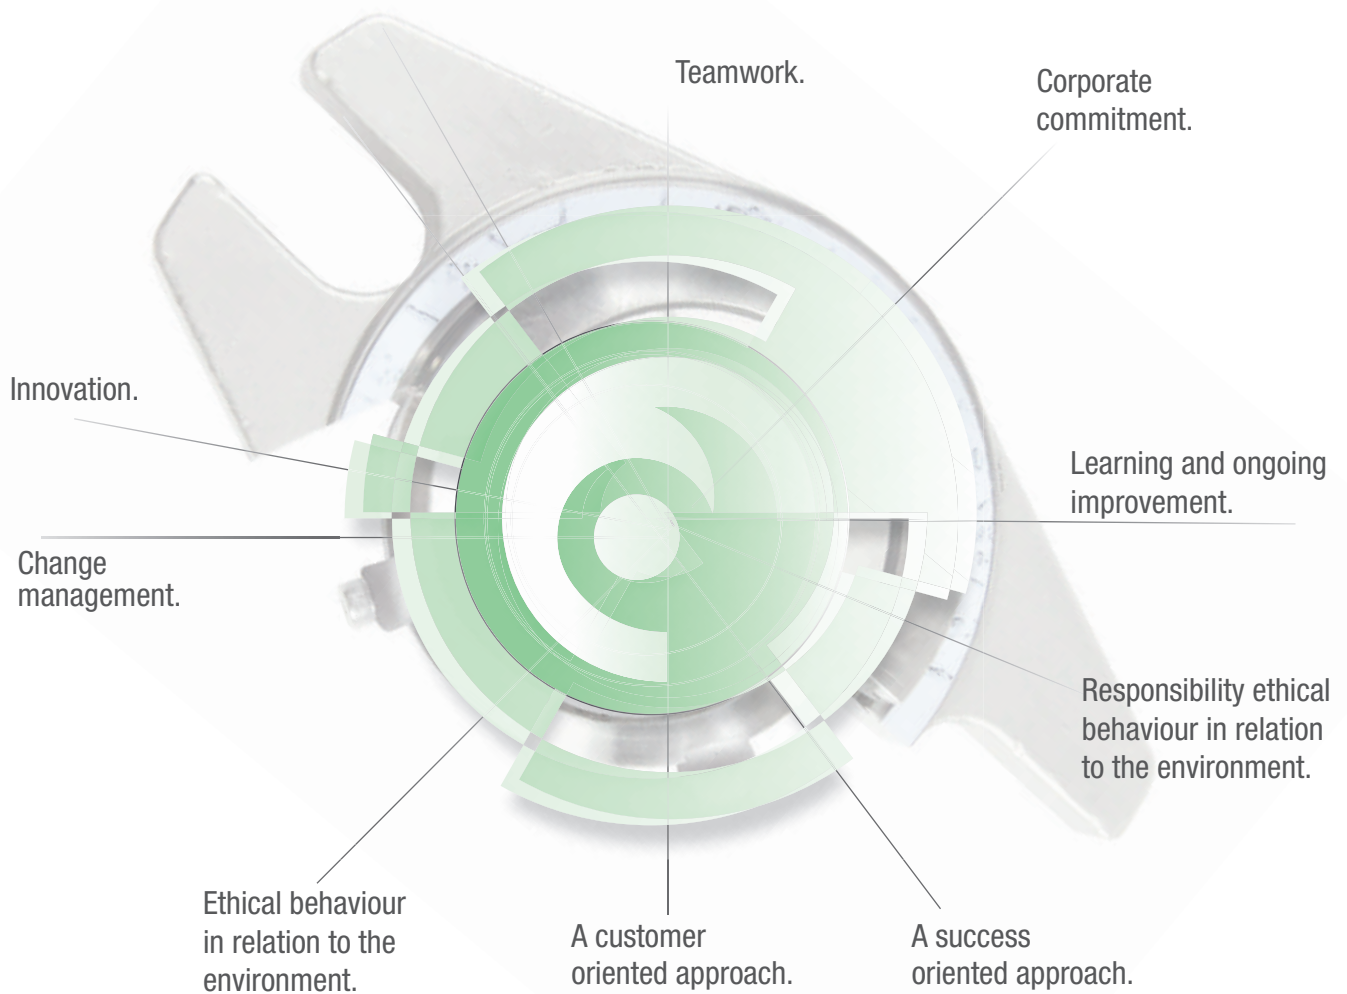 Teamwork.
Corporate
commitment.
Innovation.
Learning and ongoing
improvement.
Change
management.
Responsibility ethical
behaviour in relation
to the environment.
Ethical behaviour
in relation to the
environment.
A customer
oriented approach.
A success
oriented approach.